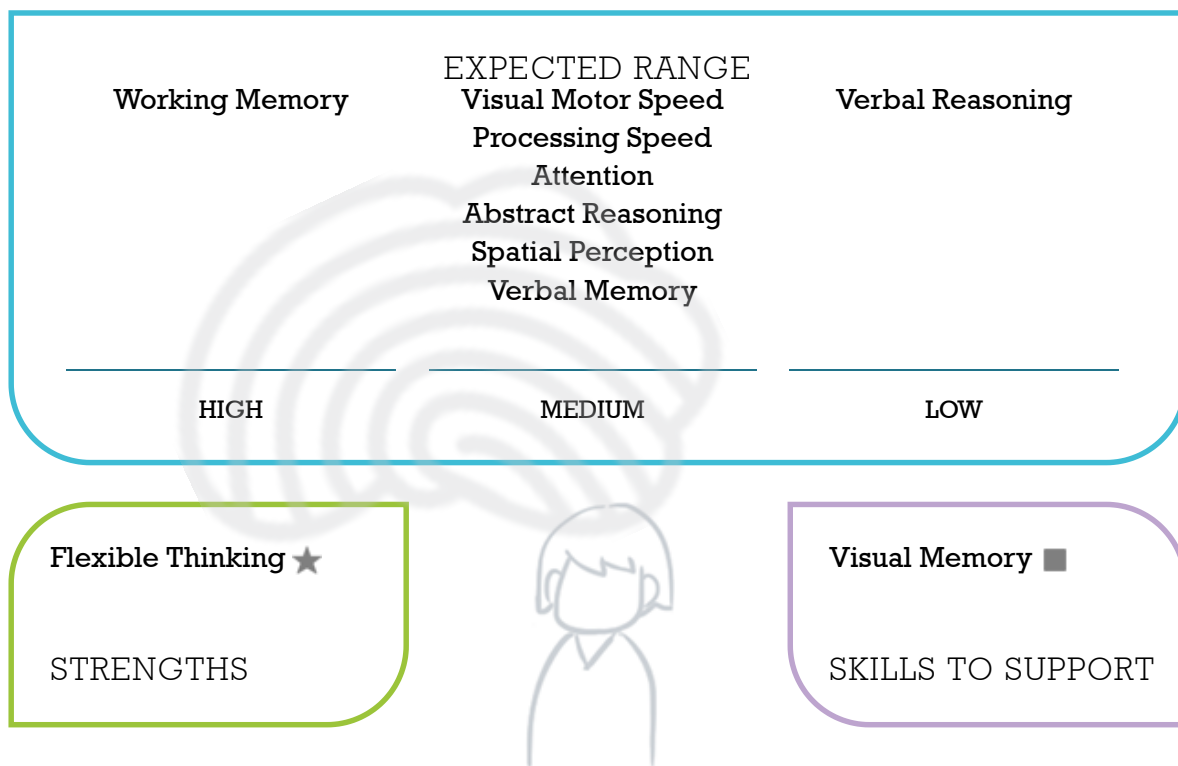 EXPECTED RANGE
Working Memory
Visual Motor Speed
Processing Speed
Attention
Abstract Reasoning
Spatial Perception
Verbal Memory
Verbal Reasoning
HIGH
MEDIUM
LOW
Flexible Thinking
STRENGTHS
Visual Memory
SKILLS TO SUPPORT